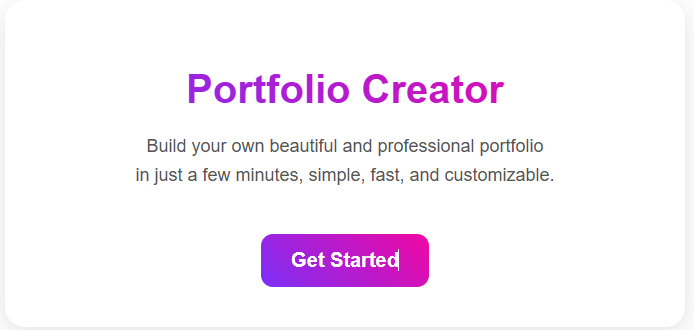 Portfolio Creator
Build your own beautiful and professional portfolio
in just a few minutes, simple, fast, and customizable.
Get Started